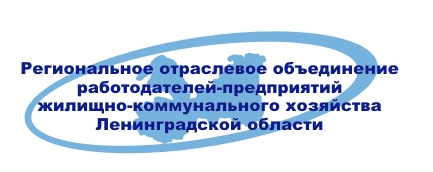 Региональное отраслевое объединение
работодателей-предприятий
жилищно-коммунального хозяйства
Ленинградской области